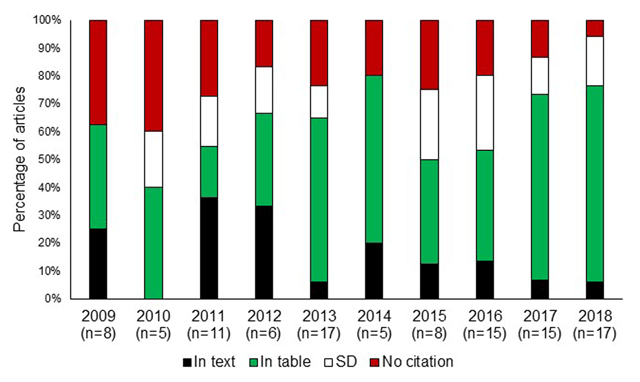 100%
90%
80%
70%
60%
50%
40%
30%
20%
10%
0%
Percentage of articles
2009 2010 2011 2012 2013 2014 2015 2016 2017 2018
(n=8) (n=5) (n=11) (n=6) (n=17) (n=5) (n=8) (n=15) (n=15) (n=17)
In text In table SD No citation